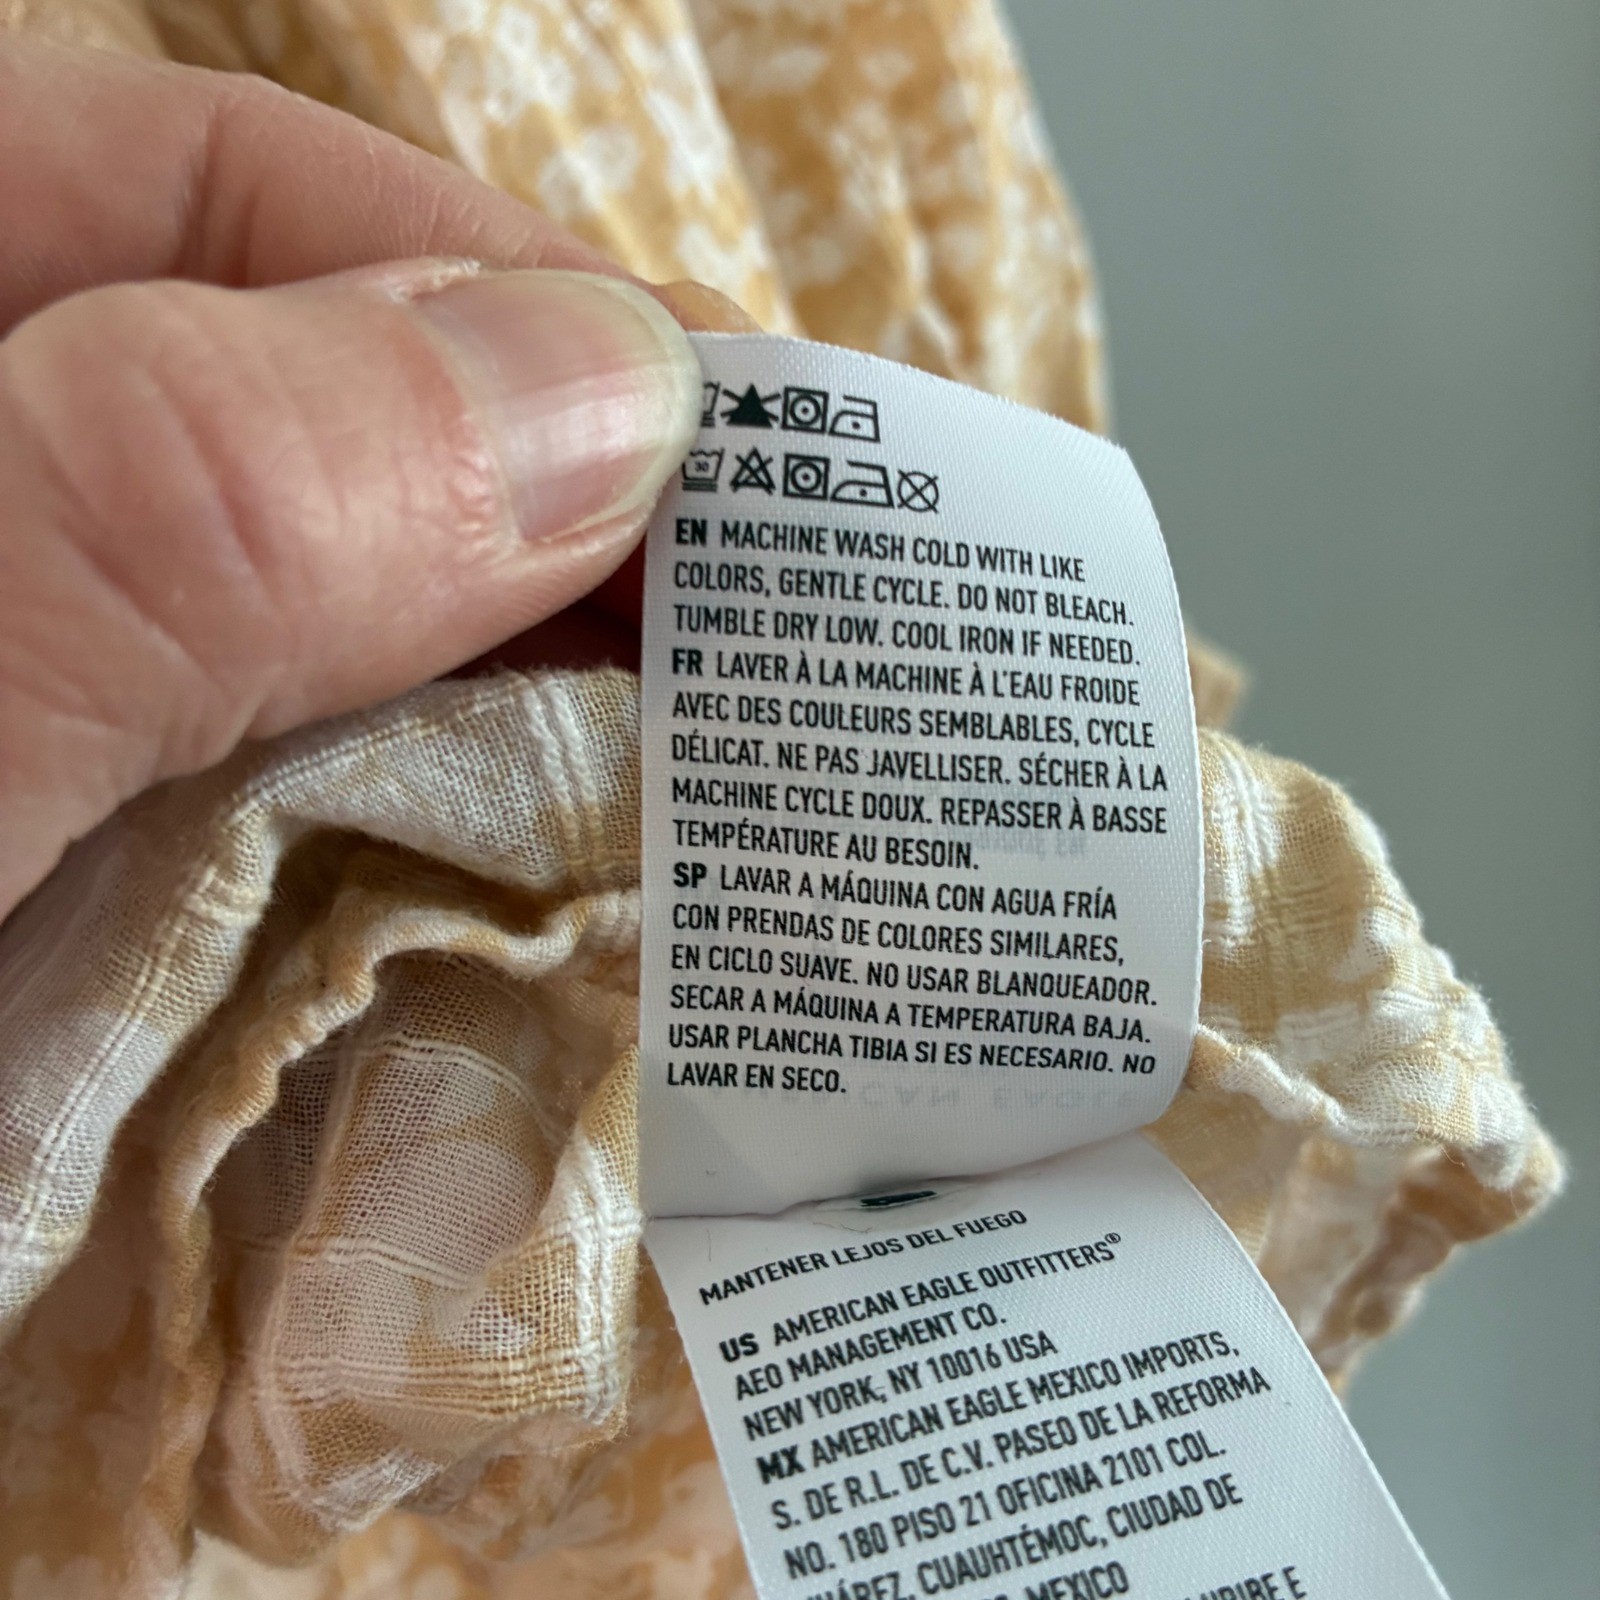 30
EN MACHINE WASH COLD WITH LIKE
COLORS, GENTLE CYCLE. DO NOT BLEACH.
TUMBLE DRY LOW. COOL IRON IF NEEDED.
FR LAVER À LA MACHINE À L'EAU FROIDE
AVEC DES COULEURS SEMBLABLES, CYCLE
DÉLICAT. NE PAS JAVELLISER. SÉCHER À LA
MACHINE CYCLE DOUX. REPASSER À BASSE
TEMPÉRATURE AU BESOIN.
SP LAVAR A MÁQUINA CON AGUA FRÍA
CON PRENDAS DE COLORES SIMILARES,
EN CICLO SUAVE. NO USAR BLANQUEADOR.
SECAR A MÁQUINA A TEMPERATURA BAJA.
USAR PLANCHA TIBIA SI ES NECESARIO. NO
LAVAR EN SECO.
MANTENER LEJOS DEL FUEGO
US AMERICAN EAGLE OUTFITTERS®
AEO MANAGEMENT CO.
NEW YORK, NY 10016 USA
MX AMERICAN EAGLE MEXICO IMPORTS,
S. DE R.L. DE C.V. PASEO DE LA REFORMA
NO. 180 PISO 21 OFICINA 2101 COL.
JUÁREZ, CUAUHTÉMOC, CIUDAD DE
MEXICO
E